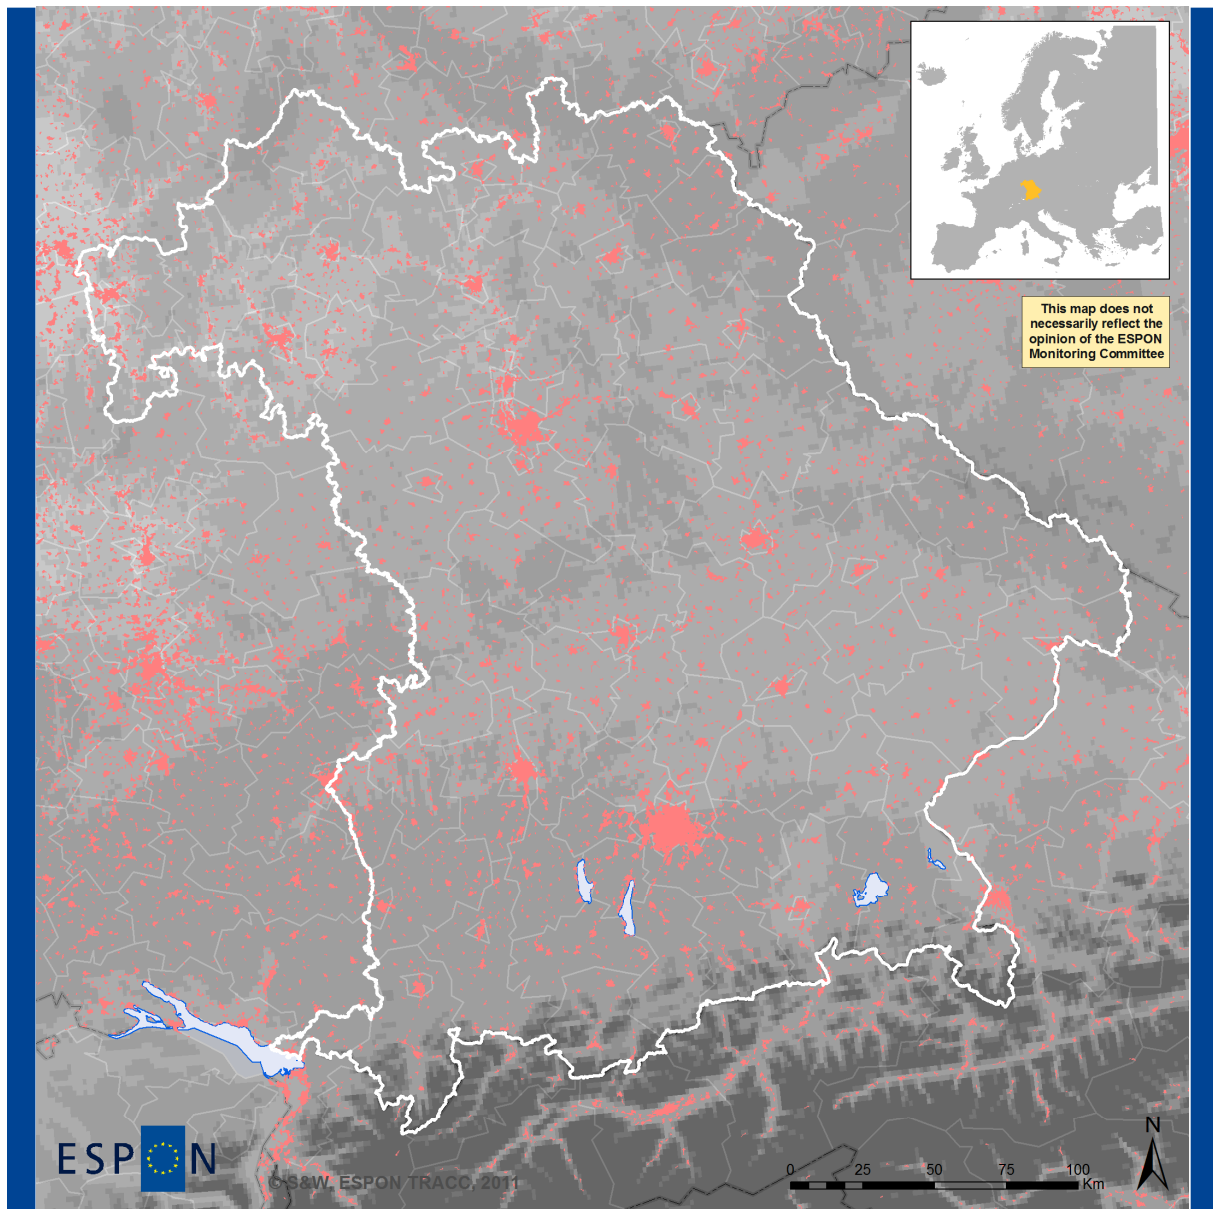 This map does not
necessarily reflect the
opinion of the ESPON
Monitoring Committee
ESPON
© S&W. ESPON TRACC, 2011
N
0 25 50 75 100
Km